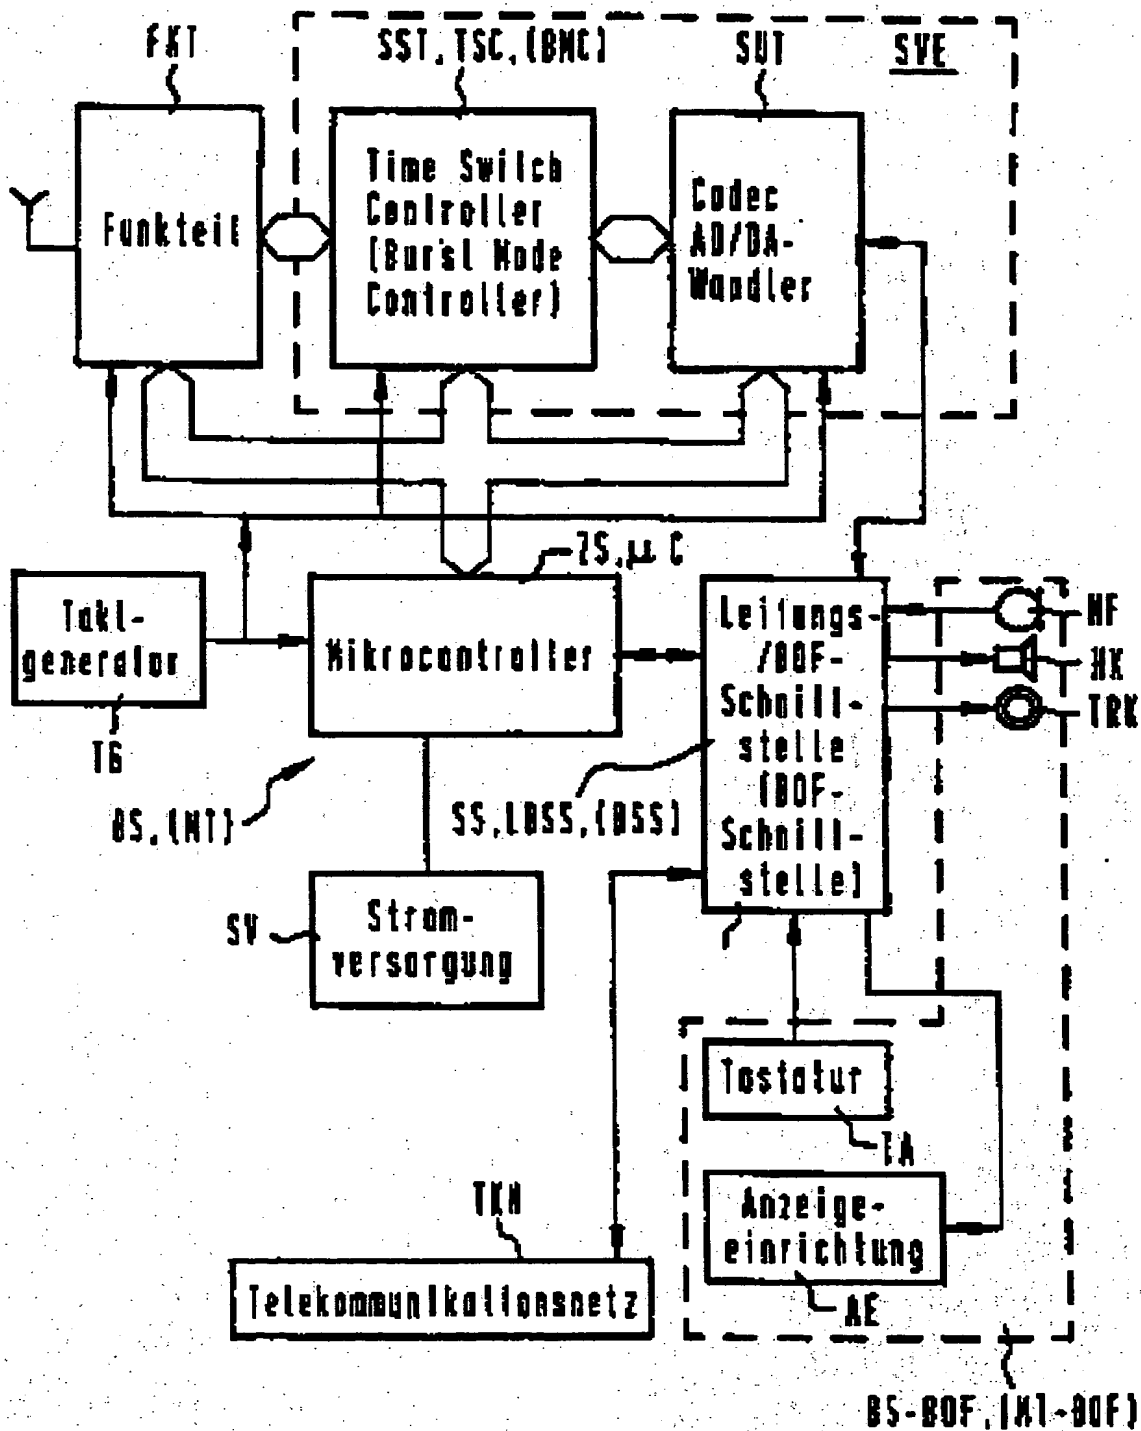 FKT
SST, TSC, (BMC)
SUT
SVE
Funkteil
Time Switch
Controller
(Burst Mode
Controller)
Codec
AD/DA-
Wandler
ZS, µC
Takt-
generator
TG
Mikrocontroller
Leitungs-
/BOF-
Schnitt-
stelle
(BOF-
Schnitt-
stelle)
MF
HK
TRK
BS, (MT)
SS, LBSS, (BSS)
SV
Strom-
versorgung
Tastatur
TA
TKN
Telekommunikationsnetz
Anzeige-
einrichtung
AE
BS-BOF, (MT-BOF)